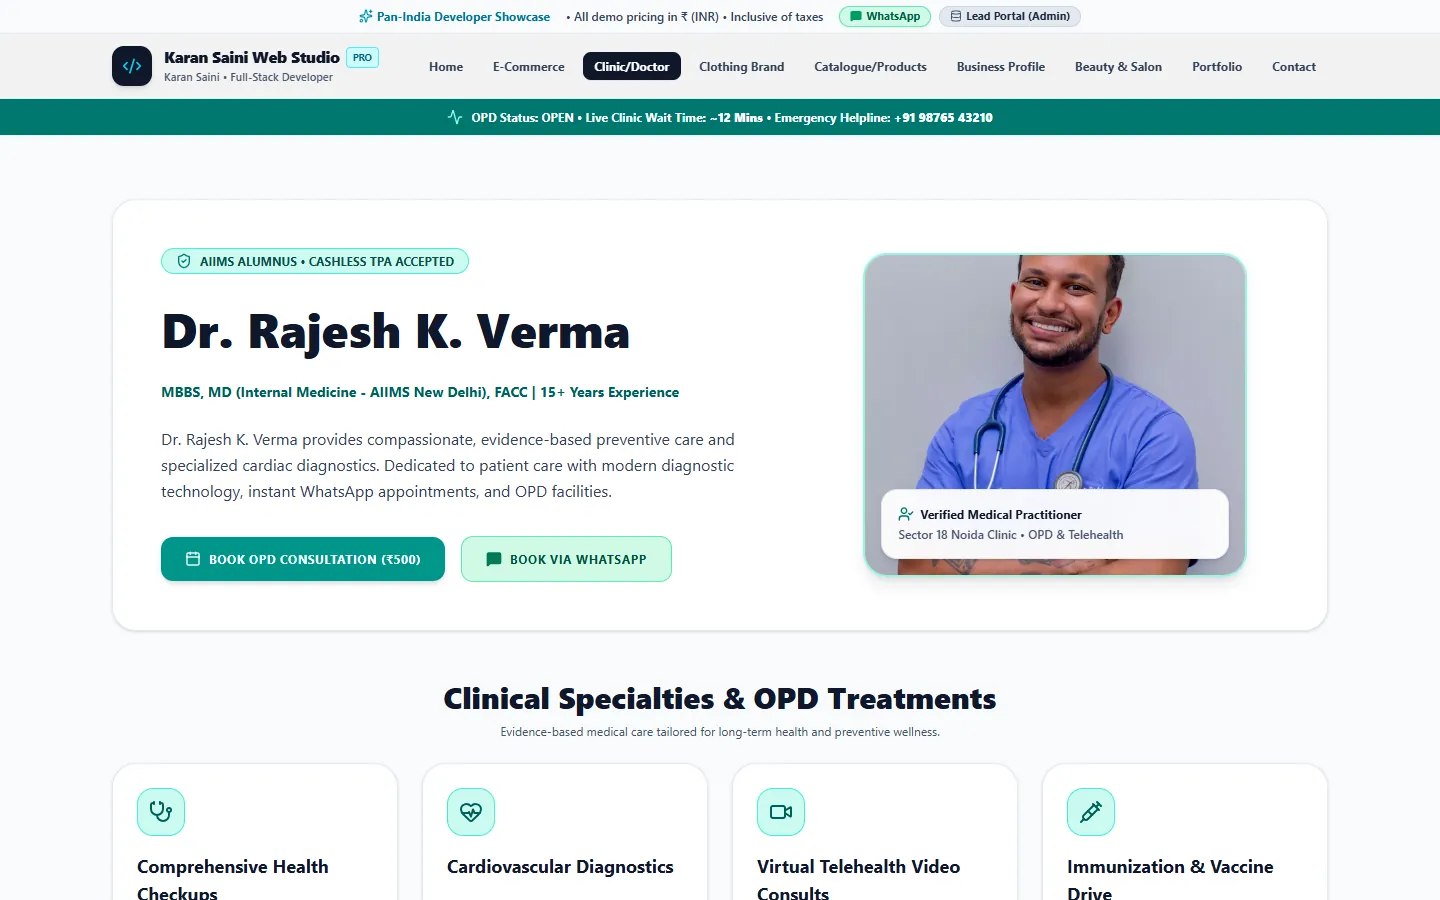 Pan-India Developer Showcase • All demo pricing in ₹ (INR) • Inclusive of taxes WhatsApp Lead Portal (Admin)
Karan Saini Web Studio PRO
Karan Saini • Full-Stack Developer
Home E-Commerce Clinic/Doctor Clothing Brand Catalogue/Products Business Profile Beauty & Salon Portfolio Contact
OPD Status: OPEN • Live Clinic Wait Time: ~12 Mins • Emergency Helpline: +91 98765 43210
AIIMS ALUMNUS • CASHLESS TPA ACCEPTED
Dr. Rajesh K. Verma
MBBS, MD (Internal Medicine - AIIMS New Delhi), FACC | 15+ Years Experience
Dr. Rajesh K. Verma provides compassionate, evidence-based preventive care and
specialized cardiac diagnostics. Dedicated to patient care with modern diagnostic
technology, instant WhatsApp appointments, and OPD facilities.
BOOK OPD CONSULTATION (₹500) BOOK VIA WHATSAPP
Verified Medical Practitioner
Sector 18 Noida Clinic • OPD & Telehealth
Clinical Specialties & OPD Treatments
Evidence-based medical care tailored for long-term health and preventive wellness.
Comprehensive Health
Checkups
Cardiovascular Diagnostics
Virtual Telehealth Video
Consults
Immunization & Vaccine
Drive